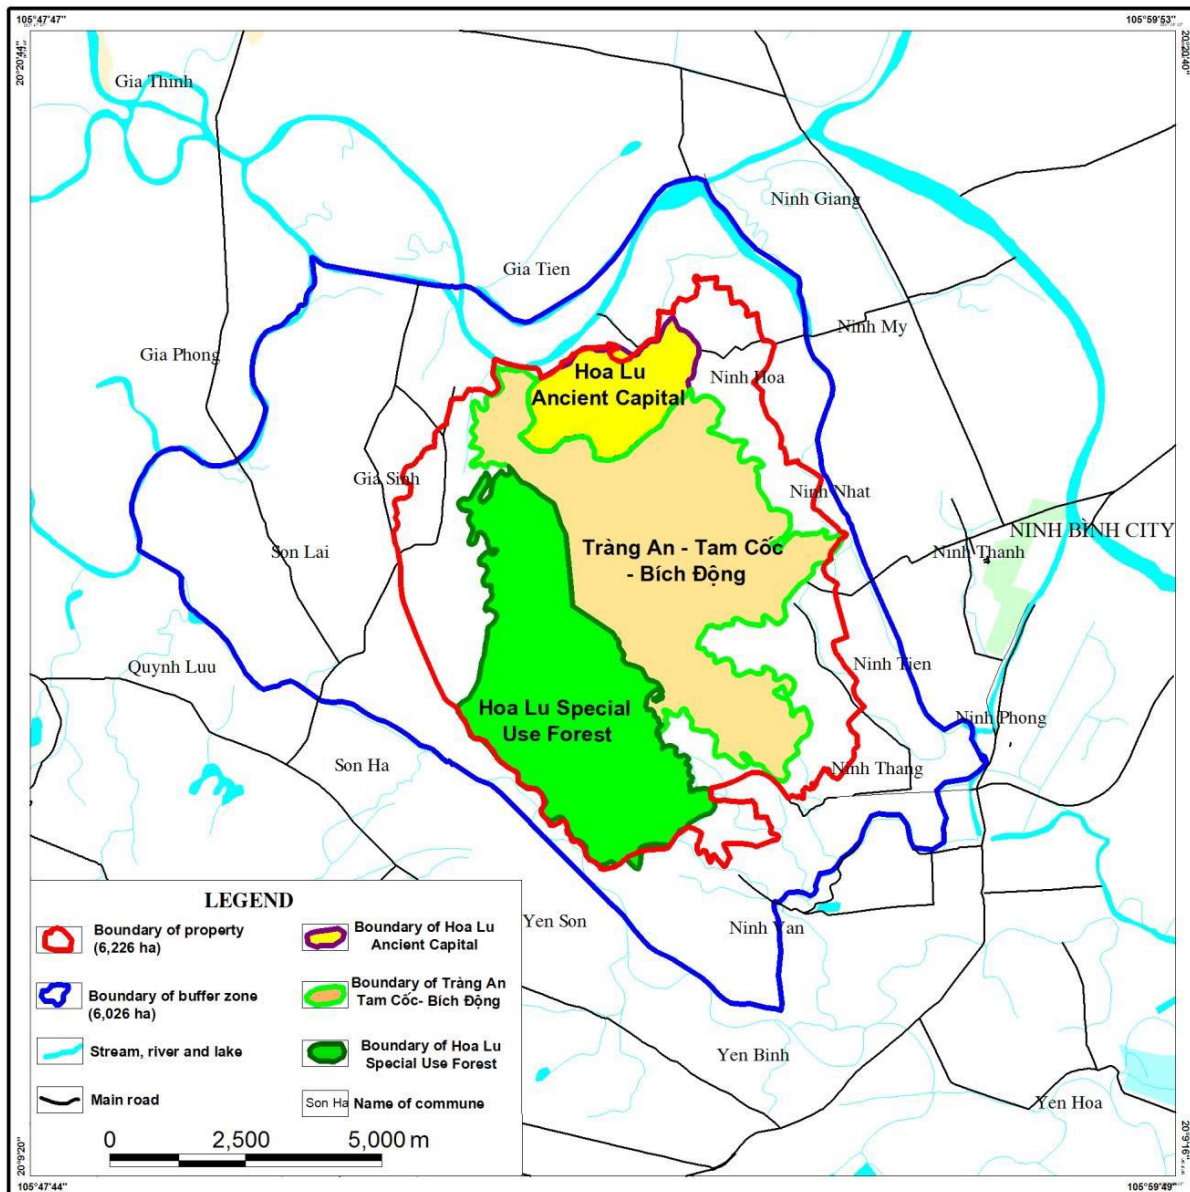 105°47'47"
105°59'53"
20°20'44"
20°20'40"
Gia Thinh
Ninh Giang
Gia Tien
Ninh My
Gia Phong
Hoa Lu
Ancient Capital
Ninh Hoa
Gia Sinh
Ninh Nhat
NINH BÌNH CITY
Son Lai
Tràng An - Tam Cốc
- Bích Động
Ninh Thanh
Quynh Luu
Ninh Tien
Hoa Lu Special
Use Forest
Ninh Phong
Son Ha
Ninh Thang
Yen Son
Ninh Van
Yen Binh
Yen Hoa
LEGEND
Boundary of property
(6,226 ha)
Boundary of buffer zone
(6,026 ha)
Stream, river and lake
Main road
Boundary of Hoa Lu
Ancient Capital
Boundary of Tràng An
Tam Cốc- Bích Động
Boundary of Hoa Lu
Special Use Forest
Son Ha
Name of commune
0
2,500
5,000 m
20°9'20"
20°9'16"
105°47'44"
105°59'49"